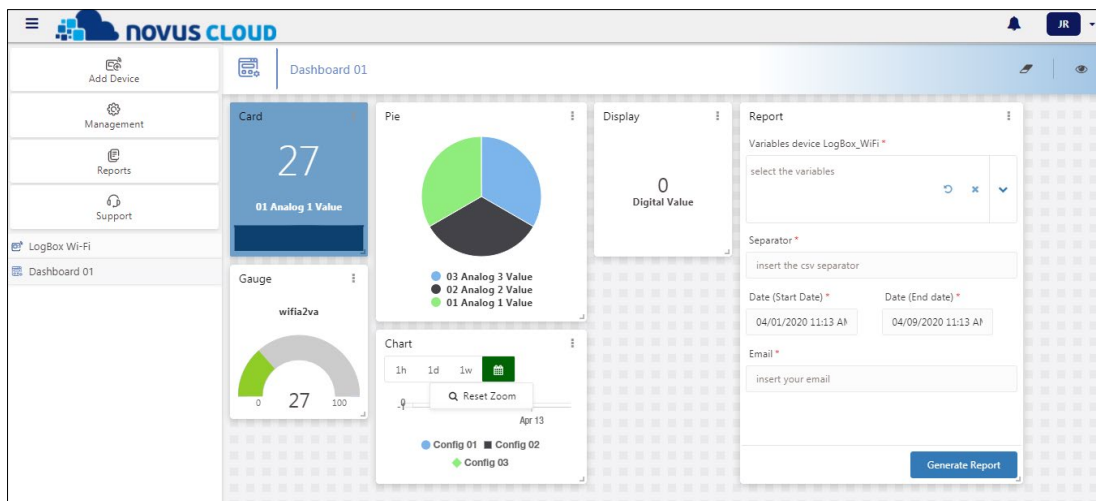 NOVUS CLOUD
JR
Add Device
Management
Reports
Support
LogBox Wi-Fi
Dashboard 01
Dashboard 01
Card
27
01 Analog 1 Value
Gauge
wifia2va
27
0 100
Pie
03 Analog 3 Value
02 Analog 2 Value
01 Analog 1 Value
Chart
1h 1d 1w
Reset Zoom
Apr 13
Config 01 Config 02
Config 03
Display
0
Digital Value
Report
Variables device LogBox_WiFi *
select the variables
Separator *
insert the csv separator
Date (Start Date) * Date (End date) *
04/01/2020 11:13 AM 04/09/2020 11:13 AM
Email *
insert your email
Generate Report